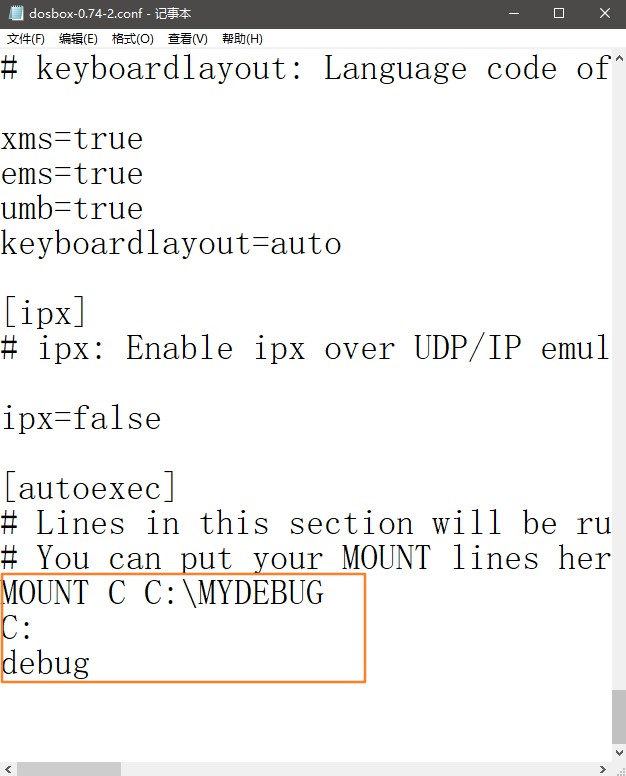 dosbox-0.74-2.conf - 记事本
文件(F) 编辑(E) 格式(O) 查看(V) 帮助(H)
# keyboardlayout: Language code of
xms=true
ems=true
umb=true
keyboardlayout=auto
[ipx]
# ipx: Enable ipx over UDP/IP emul
ipx=false
[autoexec]
# Lines in this section will be ru
# You can put your MOUNT lines her
MOUNT C C:\MYDEBUG
C:
debug